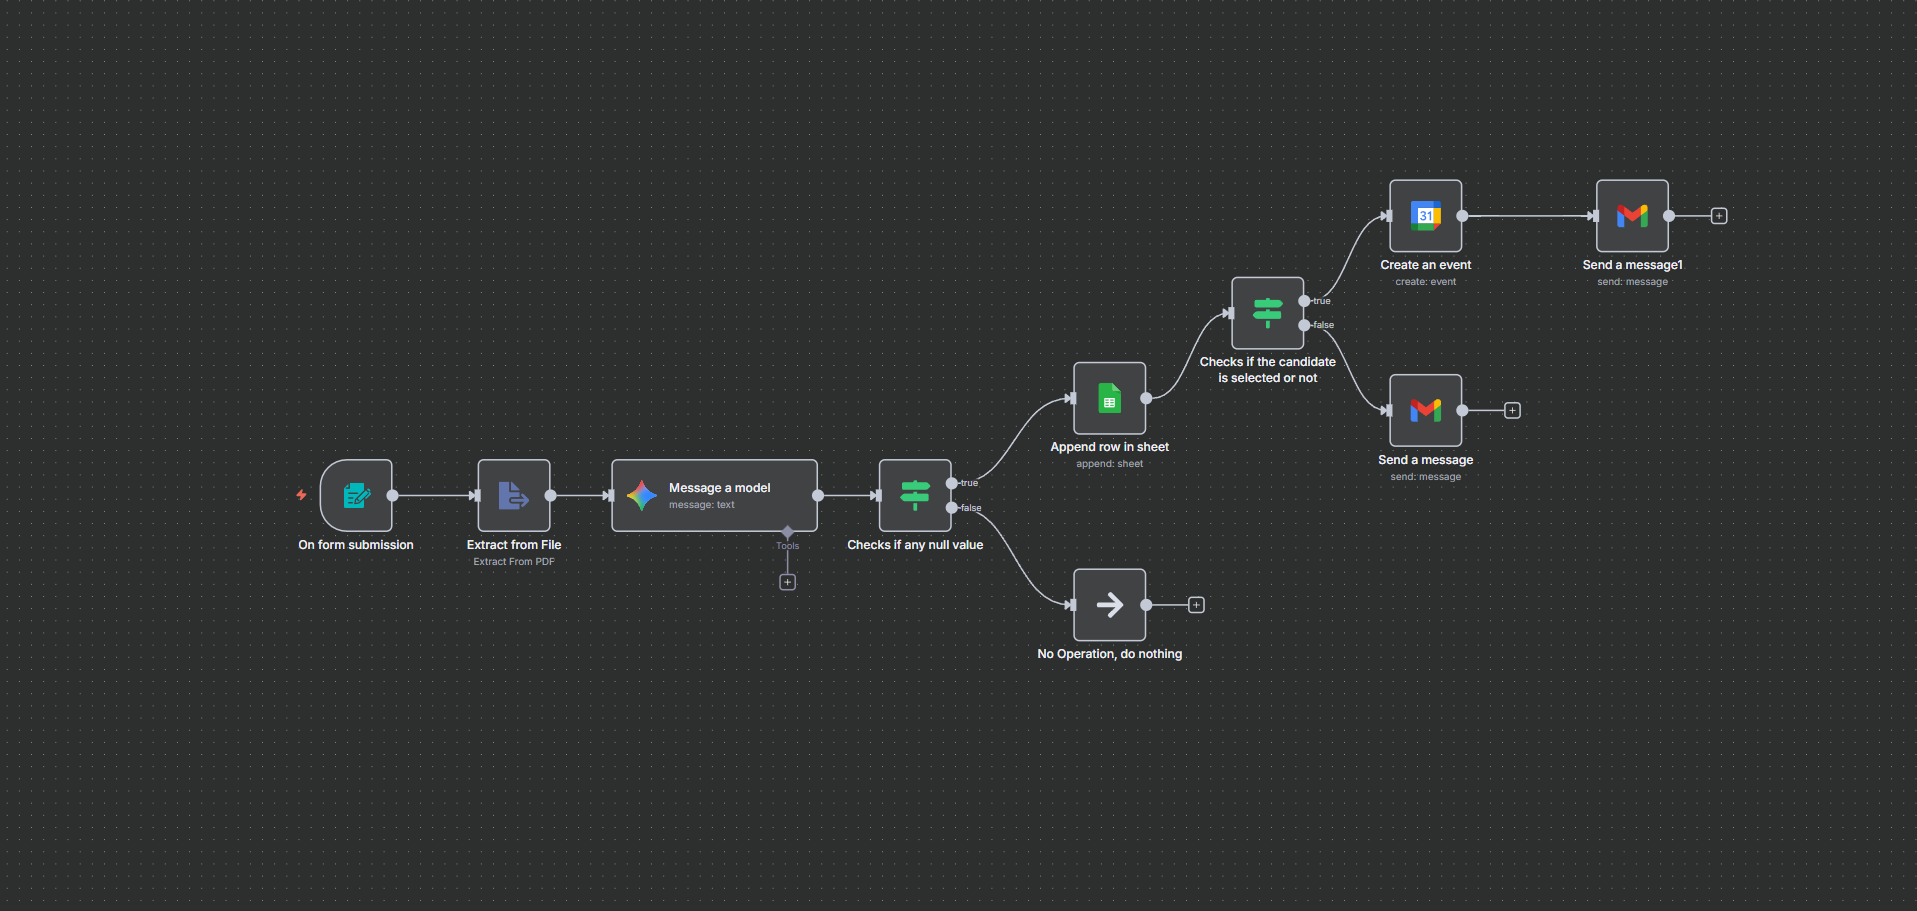 On form submission
Extract from File
Extract From PDF
Message a model
message: text
Tools
Checks if any null value
true
false
Append row in sheet
append: sheet
No Operation, do nothing
Checks if the candidate
is selected or not
true
false
31
Create an event
create: event
Send a message1
send: message
Send a message
send: message